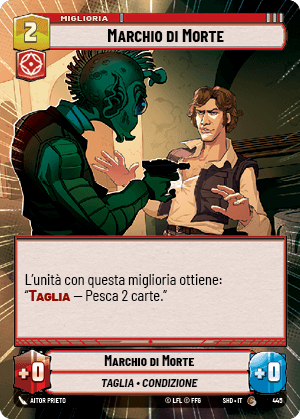 MIGLIORIA
2
MARCHIO DI MORTE
L'unità con questa miglioria ottiene:
"TAGLIA — Pesca 2 carte."
+0
MARCHIO DI MORTE
+0
TAGLIA • CONDIZIONE
AITOR PRIETO
© LFL © FFG
SHD • IT
445